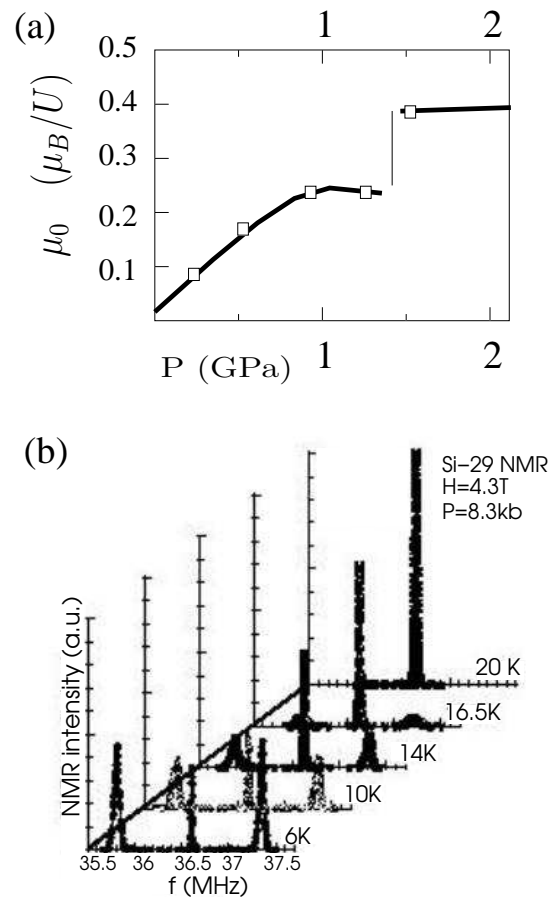 (a)
1 2
0.5
0.4
0.3
0.2
0.1
μ₀ (μ_B/U)
1 2
P (GPa)
(b)
Si–29 NMR
H=4.3T
P=8.3kb
NMR intensity (a.u.)
20 K
16.5K
14K
10K
6K
35.5 36 36.5 37 37.5
f (MHz)